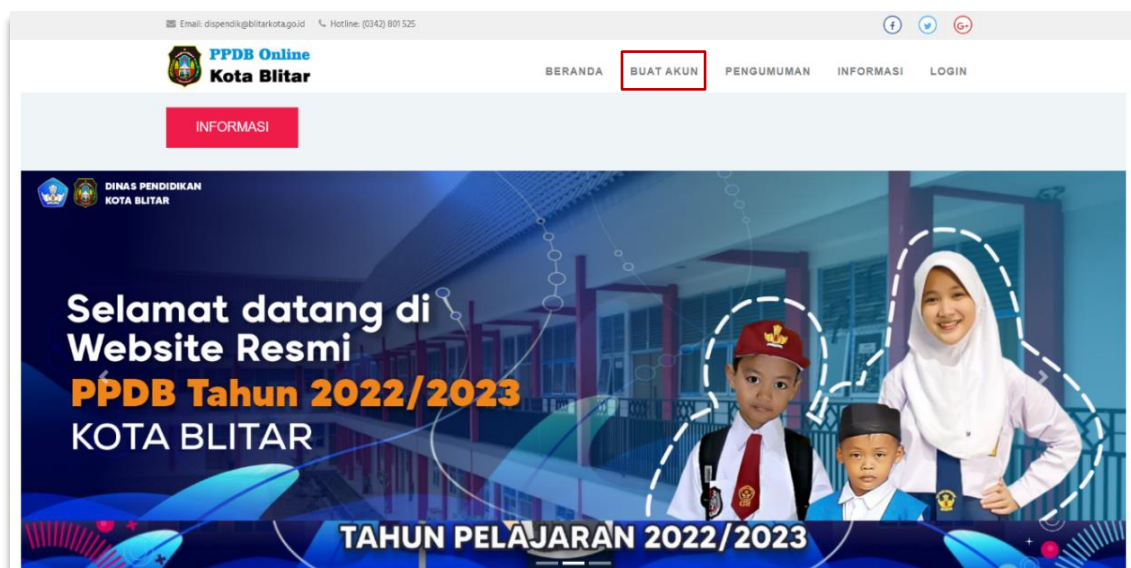 Email: dispendik@blitarkota.go.id Hotline: (0342) 801 525
PPDB Online
Kota Blitar
BERANDA BUAT AKUN PENGUMUMAN INFORMASI LOGIN
INFORMASI
DINAS PENDIDIKAN
KOTA BLITAR
Selamat datang di
Website Resmi
PPDB Tahun 2022/2023
KOTA BLITAR
TAHUN PELAJARAN 2022/2023